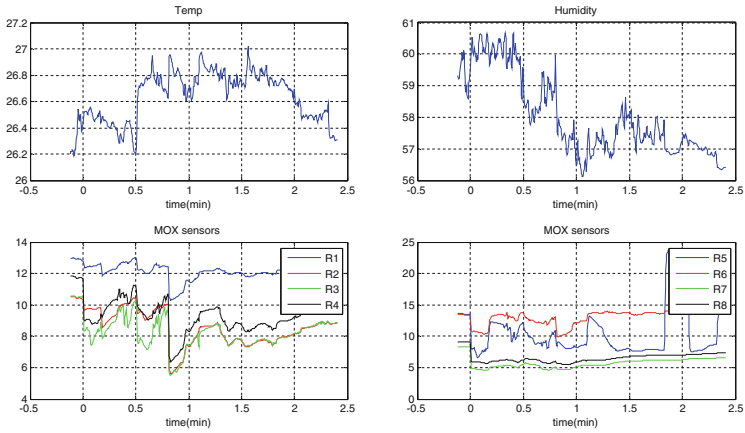 Temp
27.2
27
26.8
26.6
26.4
26.2
26
-0.5 0 0.5 1 1.5 2 2.5
time(min)
Humidity
61
60
59
58
57
56
-0.5 0 0.5 1 1.5 2 2.5
time(min)
MOX sensors
14
12
10
8
6
4
R1
R2
R3
R4
-0.5 0 0.5 1 1.5 2 2.5
time(min)
MOX sensors
25
20
15
10
5
0
R5
R6
R7
R8
-0.5 0 0.5 1 1.5 2 2.5
time(min)